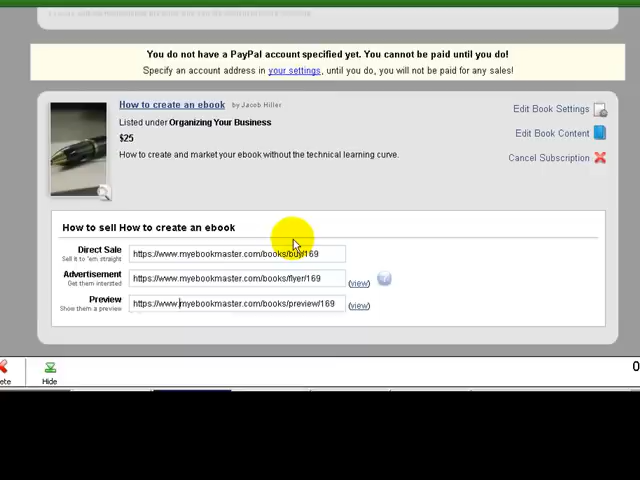 You do not have a PayPal account specified yet. You cannot be paid until you do!
Specify an account address in your settings, until you do, you will not be paid for any sales!
How to create an ebook by Jacob Hiller
Edit Book Settings
Listed under Organizing Your Business
Edit Book Content
$25
How to create and market your ebook without the technical learning curve.
Cancel Subscription
How to sell How to create an ebook
Direct Sale
Sell it to 'em straight
https://www.myebookmaster.com/books/buy/169
Advertisement
Get them intersted
https://www.myebookmaster.com/books/flyer/169
(view)
Preview
Show them a preview
https://www.myebookmaster.com/books/preview/169
(view)
Hide